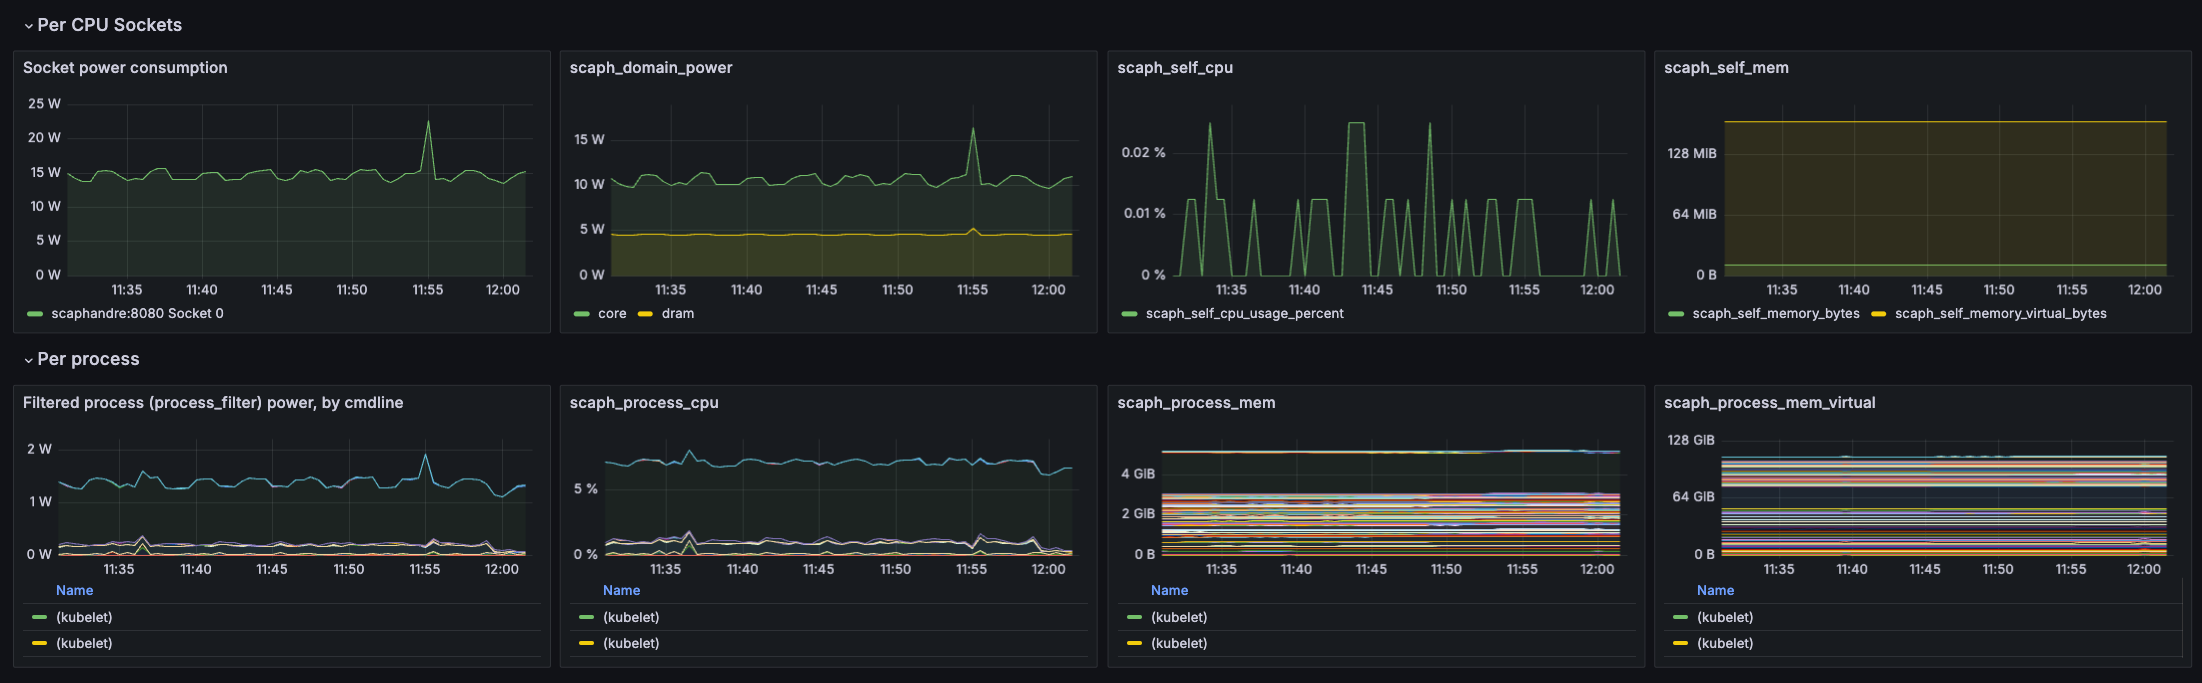 Per CPU Sockets
Socket power consumption
25 W
20 W
15 W
10 W
5 W
0 W
11:35 11:40 11:45 11:50 11:55 12:00
scaphandre:8080 Socket 0
scaph_domain_power
15 W
10 W
5 W
0 W
11:35 11:40 11:45 11:50 11:55 12:00
core dram
scaph_self_cpu
0.02 %
0.01 %
0 %
11:35 11:40 11:45 11:50 11:55 12:00
scaph_self_cpu_usage_percent
scaph_self_mem
128 MiB
64 MiB
0 B
11:35 11:40 11:45 11:50 11:55 12:00
scaph_self_memory_bytes scaph_self_memory_virtual_bytes
Per process
Filtered process (process_filter) power, by cmdline
2 W
1 W
0 W
11:35 11:40 11:45 11:50 11:55 12:00
Name
(kubelet)
(kubelet)
scaph_process_cpu
5 %
0 %
11:35 11:40 11:45 11:50 11:55 12:00
Name
(kubelet)
(kubelet)
scaph_process_mem
4 GiB
2 GiB
0 B
11:35 11:40 11:45 11:50 11:55 12:00
Name
(kubelet)
(kubelet)
scaph_process_mem_virtual
128 GiB
64 GiB
0 B
11:35 11:40 11:45 11:50 11:55 12:00
Name
(kubelet)
(kubelet)